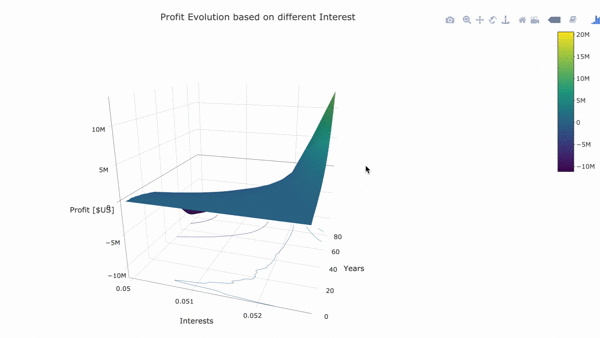 Profit Evolution based on different Interest
20M
15M
10M
5M
0
−5M
−10M
10M
5M
Profit [$US]
−5M
−10M
0.05
0.051
0.052
Interests
80
60
40
20
0
Years